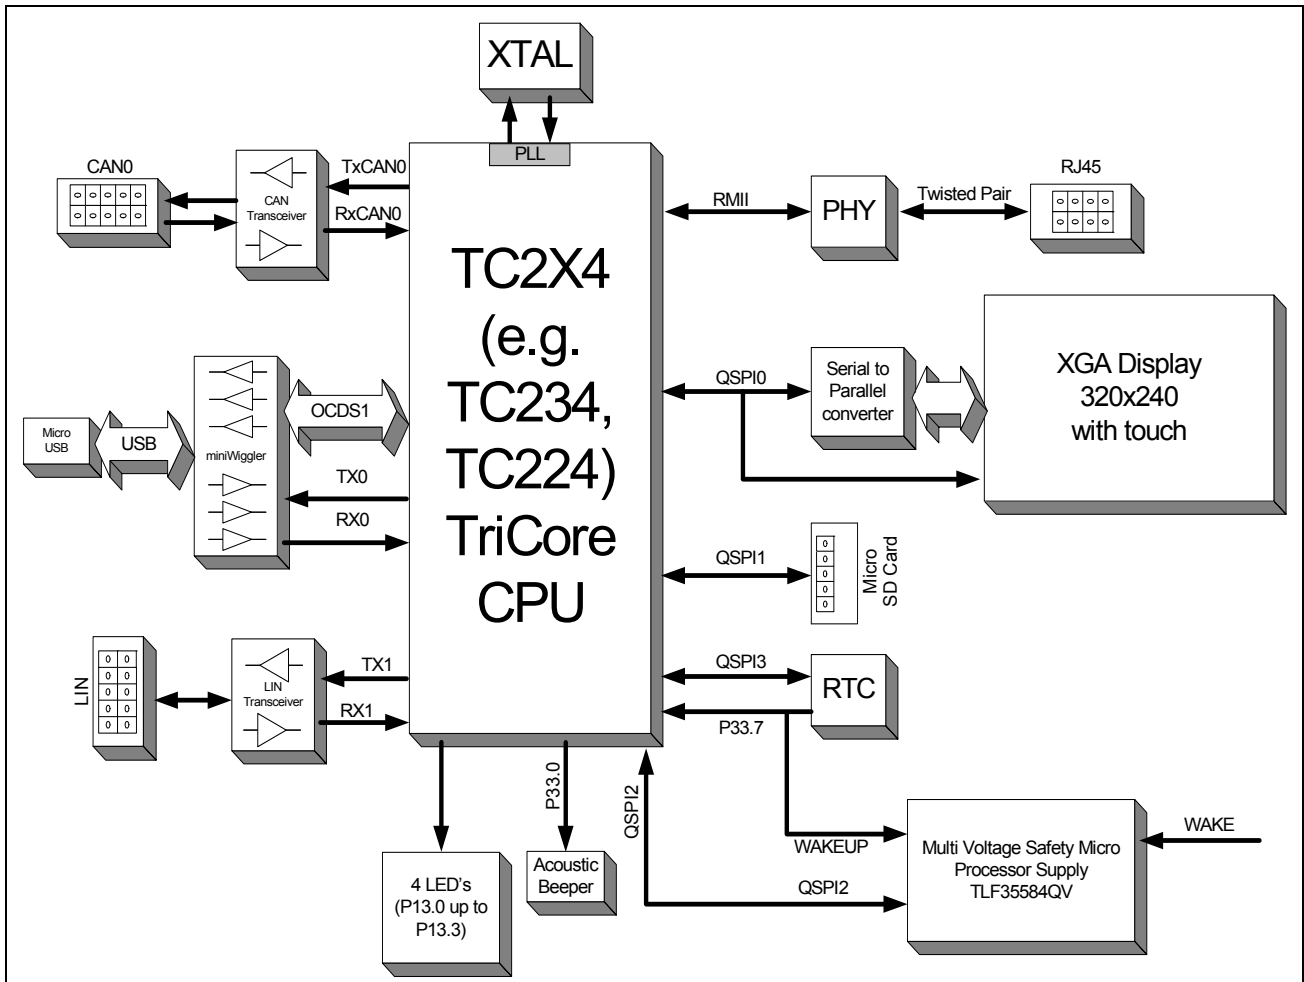 XTAL
PLL
CAN0
CAN
Transceiver
TxCAN0
RxCAN0
TC2X4
(e.g.
TC234,
TC224)
TriCore
CPU
RMII
PHY
Twisted Pair
RJ45
Micro
USB
USB
miniWiggler
OCDS1
TX0
RX0
QSPI0
Serial to
Parallel
converter
XGA Display
320x240
with touch
QSPI1
Micro
SD Card
LIN
LIN
Transceiver
TX1
RX1
QSPI3
RTC
P33.7
P33.0
QSPI2
WAKEUP
QSPI2
WAKE
Multi Voltage Safety Micro
Processor Supply
TLF35584QV
4 LED's
(P13.0 up to
P13.3)
Acoustic
Beeper